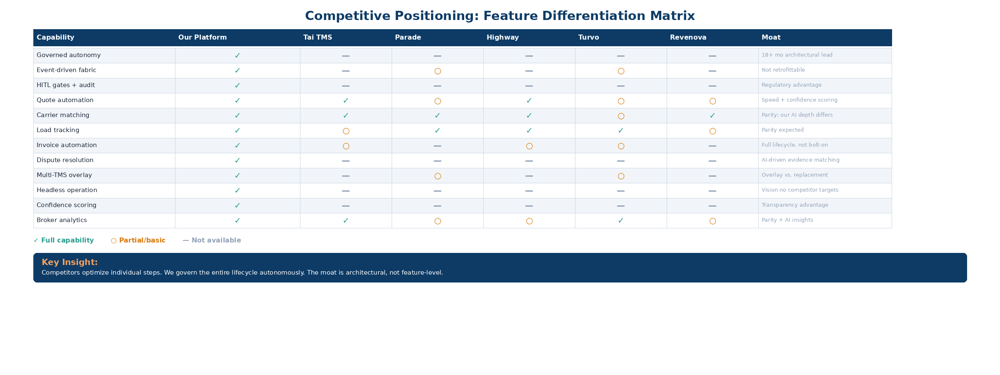 Competitive Positioning: Feature Differentiation Matrix
Capability Our Platform Tai TMS Parade Highway Turvo Revenova Moat
Governed autonomy ✓ — — — — — 18+ mo architectural lead
Event-driven fabric ✓ — ○ — ○ — Not retrofittable
HITL gates + audit ✓ — — — — — Regulatory advantage
Quote automation ✓ ✓ ○ ✓ ○ ○ Speed + confidence scoring
Carrier matching ✓ ✓ ✓ ✓ ○ ✓ Parity; our AI depth differs
Load tracking ✓ ○ ✓ ✓ ✓ ○ Parity expected
Invoice automation ✓ ○ — ○ ○ — Full lifecycle, not bolt-on
Dispute resolution ✓ — — — — — AI-driven evidence matching
Multi-TMS overlay ✓ — ○ — ○ — Overlay vs. replacement
Headless operation ✓ — — — — — Vision no competitor targets
Confidence scoring ✓ — — — — — Transparency advantage
Broker analytics ✓ ✓ ○ ○ ✓ ○ Parity + AI insights
✓ Full capability ○ Partial/basic — Not available
Key Insight:
Competitors optimize individual steps. We govern the entire lifecycle autonomously. The moat is architectural, not feature-level.